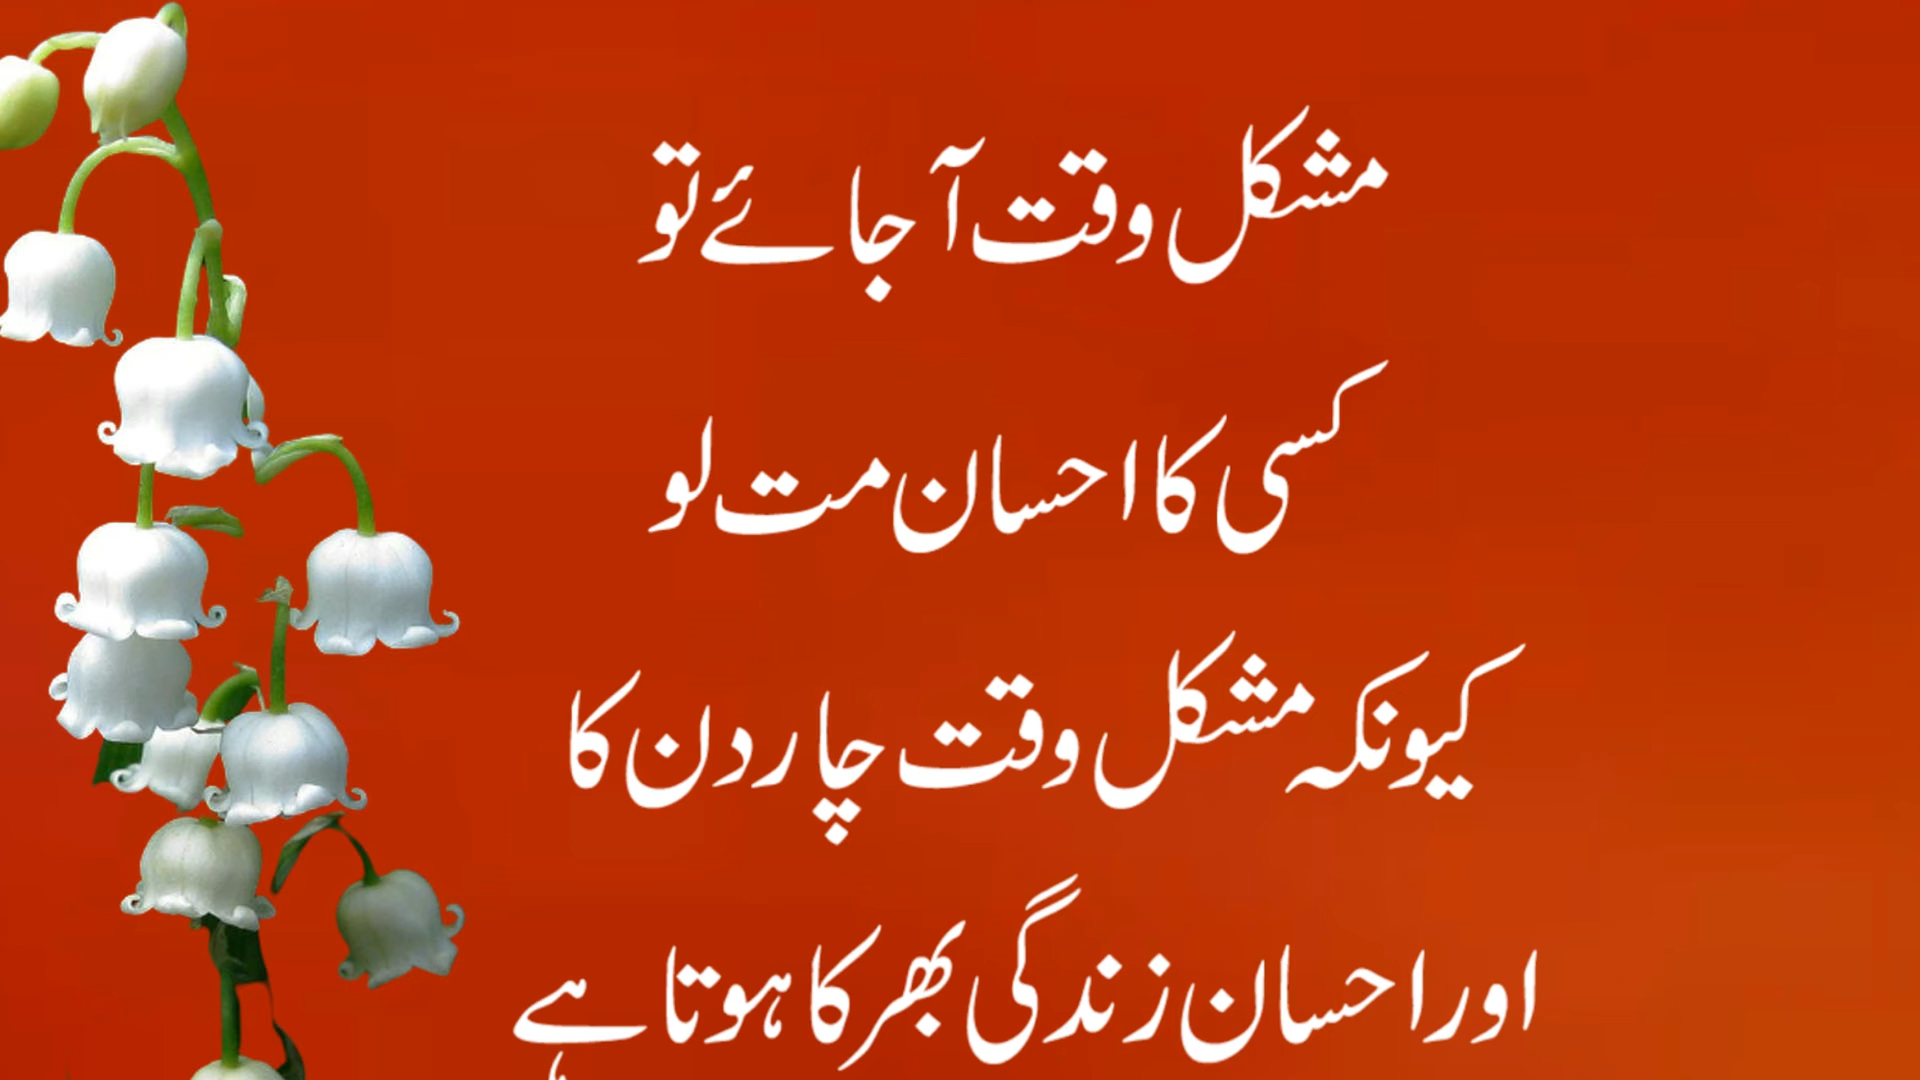 مشکل وقت آ جائے تو
کسی کا احسان مت لو
کیونکہ مشکل وقت چار دن کا
اور احسان زندگی بھر کا ہوتا ہے